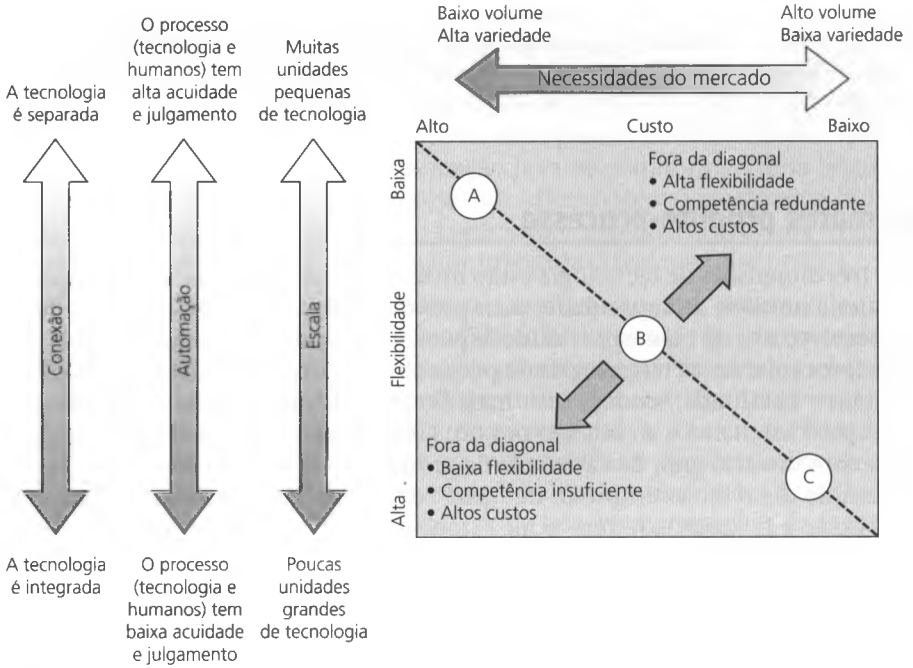 A tecnologia
é separada
O processo
(tecnologia e
humanos) tem
alta acuidade
e julgamento
Muitas
unidades
pequenas
de tecnologia
Conexão
Automação
Escala
A tecnologia
é integrada
O processo
(tecnologia e
humanos) tem
baixa acuidade
e julgamento
Poucas
unidades
grandes
de tecnologia
Baixo volume
Alta variedade
Alto volume
Baixa variedade
Necessidades do mercado
Alto
Custo
Baixo
Baixa
Flexibilidade
Alta
A
Fora da diagonal
• Alta flexibilidade
• Competência redundante
• Altos custos
B
Fora da diagonal
• Baixa flexibilidade
• Competência insuficiente
• Altos custos
C